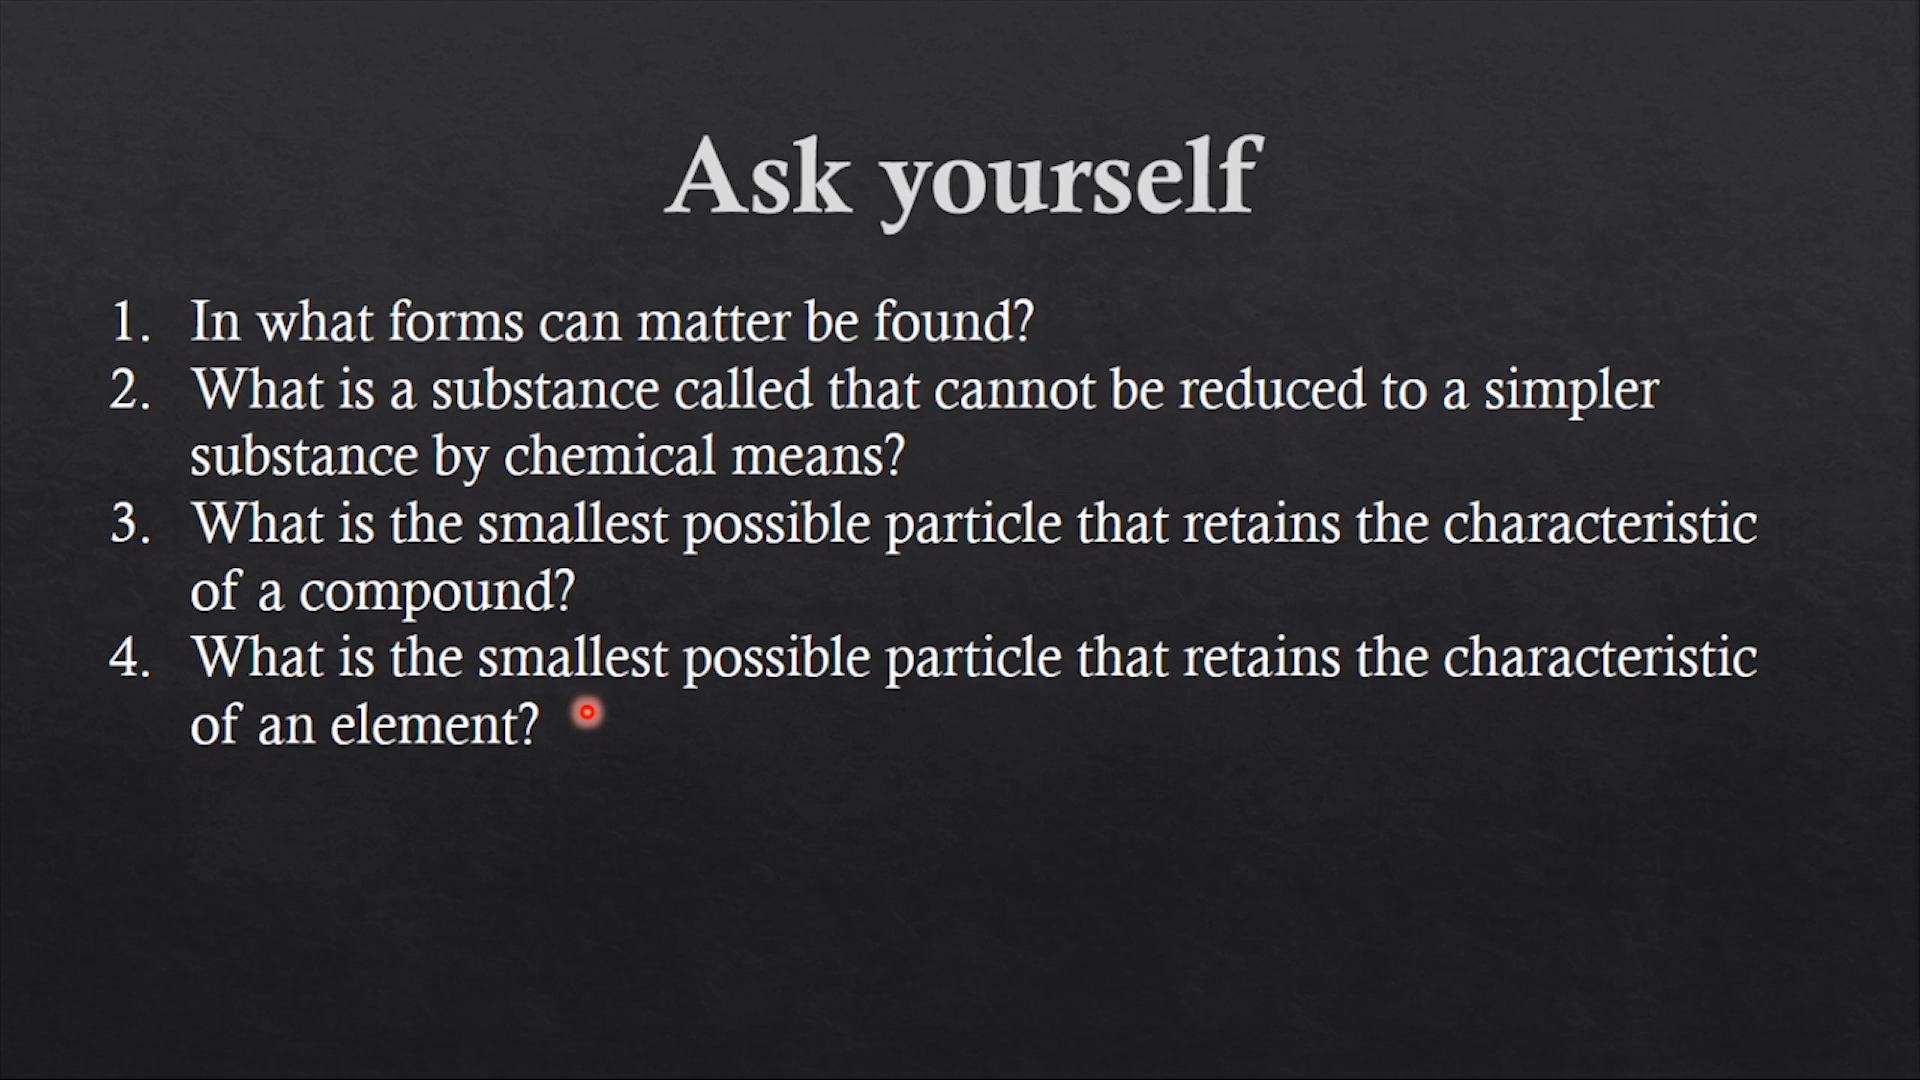 Ask yourself
1. In what forms can matter be found?
2. What is a substance called that cannot be reduced to a simpler
substance by chemical means?
3. What is the smallest possible particle that retains the characteristic
of a compound?
4. What is the smallest possible particle that retains the characteristic
of an element?